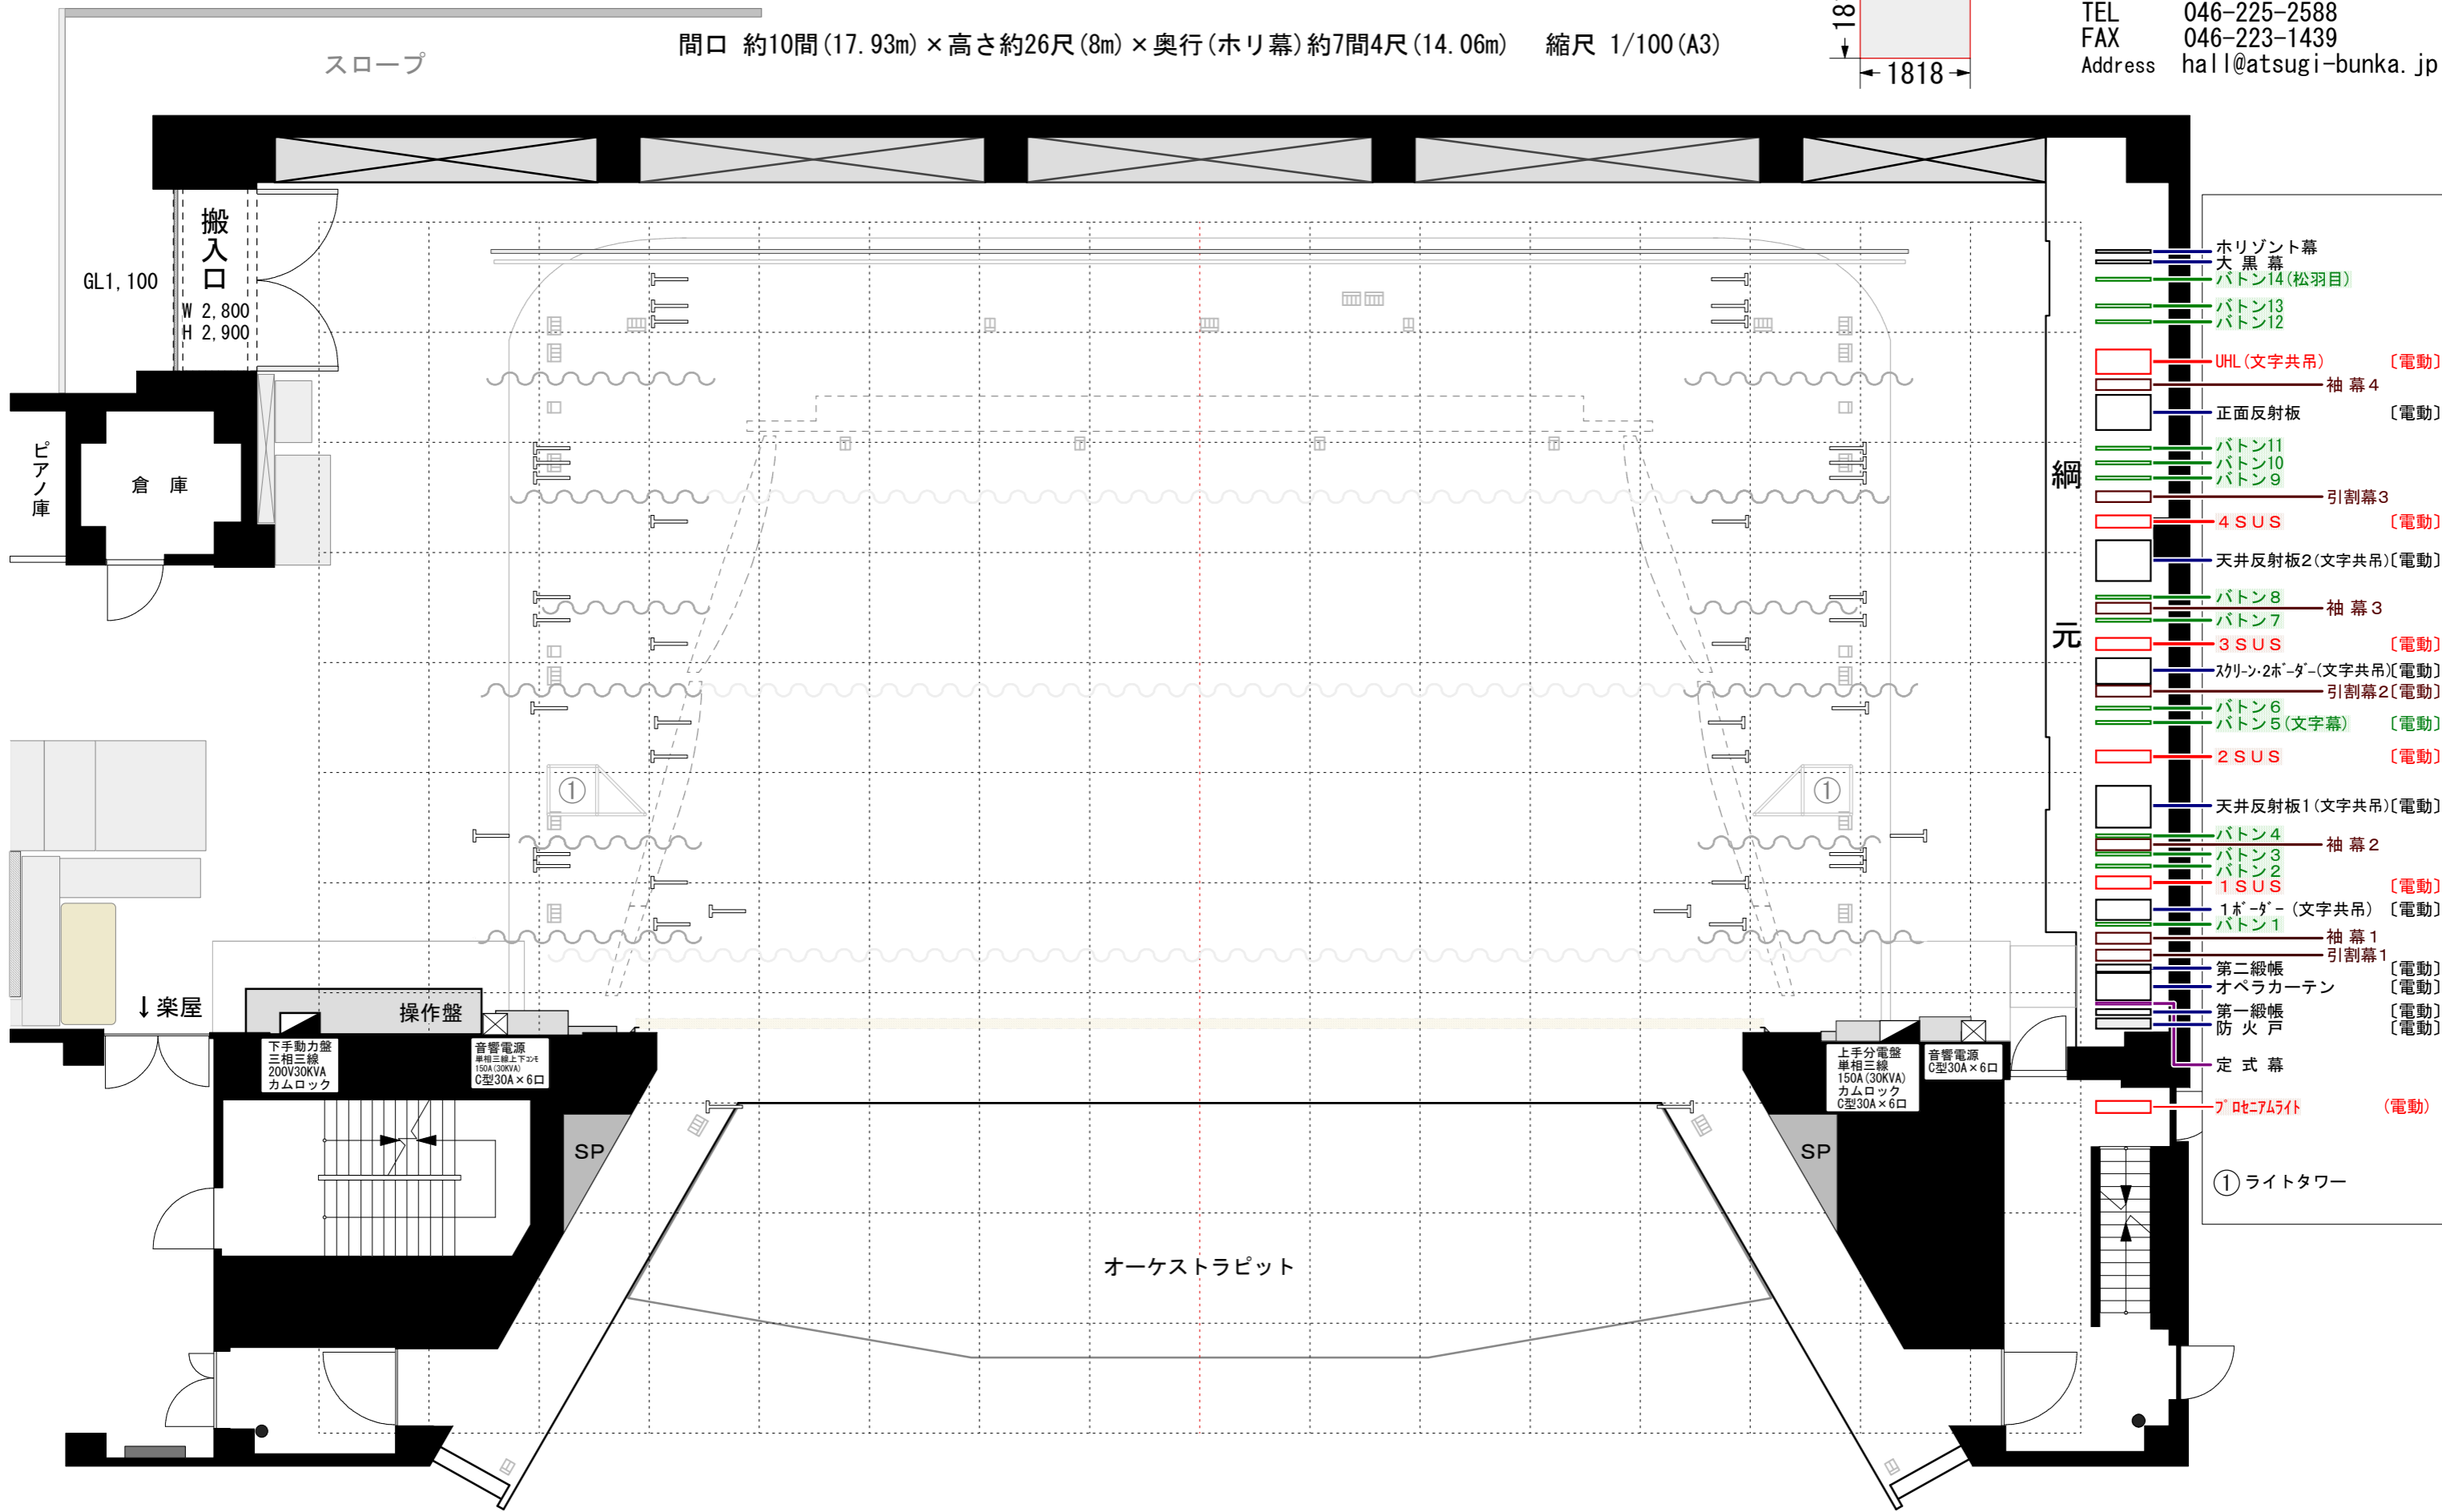 間口 約10間(17.93m)×高さ約26尺(8m)×奥行(ホリ幕)約7間4尺(14.06m) 縮尺 1/100(A3)
1818
TEL 046-225-2588
FAX 046-223-1439
Address hall@atsugi-bunka.jp
スロープ
搬入口
GL1,100
W 2,800
H 2,900
ピアノ庫
倉 庫
綱元
ホリゾント幕
大 黒 幕
バトン14(松羽目)
バトン13
バトン12
UHL(文字共吊) 〔電動〕
袖 幕4
正面反射板 〔電動〕
バトン11
バトン10
バトン9
引割幕3
4SUS 〔電動〕
天井反射板2(文字共吊)〔電動〕
バトン8
袖 幕3
バトン7
3SUS 〔電動〕
スクリーン・2ボーダー(文字共吊)〔電動〕
引割幕2〔電動〕
バトン6
バトン5(文字幕) 〔電動〕
2SUS 〔電動〕
①
①
天井反射板1(文字共吊)〔電動〕
バトン4
袖 幕2
バトン3
バトン2
1SUS 〔電動〕
1ボーダー(文字共吊) 〔電動〕
バトン1
袖 幕1
引割幕1
第二緞帳 〔電動〕
オペラカーテン 〔電動〕
第一緞帳 〔電動〕
防 火 戸 〔電動〕
定 式 幕
プロセニアムライト (電動)
① ライトタワー
↓楽屋
操作盤
下手動力盤
三相三線
200V30KVA
カムロック
音響電源
単相三線上下コンモ
150A(30KVA)
C型30A×6口
上手分電盤
単相三線
150A(30KVA)
カムロック
C型30A×6口
音響電源
C型30A×6口
SP
SP
オーケストラピット